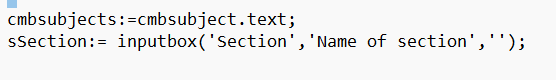 cmbsubjects:=cmbsubject.text;
sSection:= inputbox('Section','Name of section','');